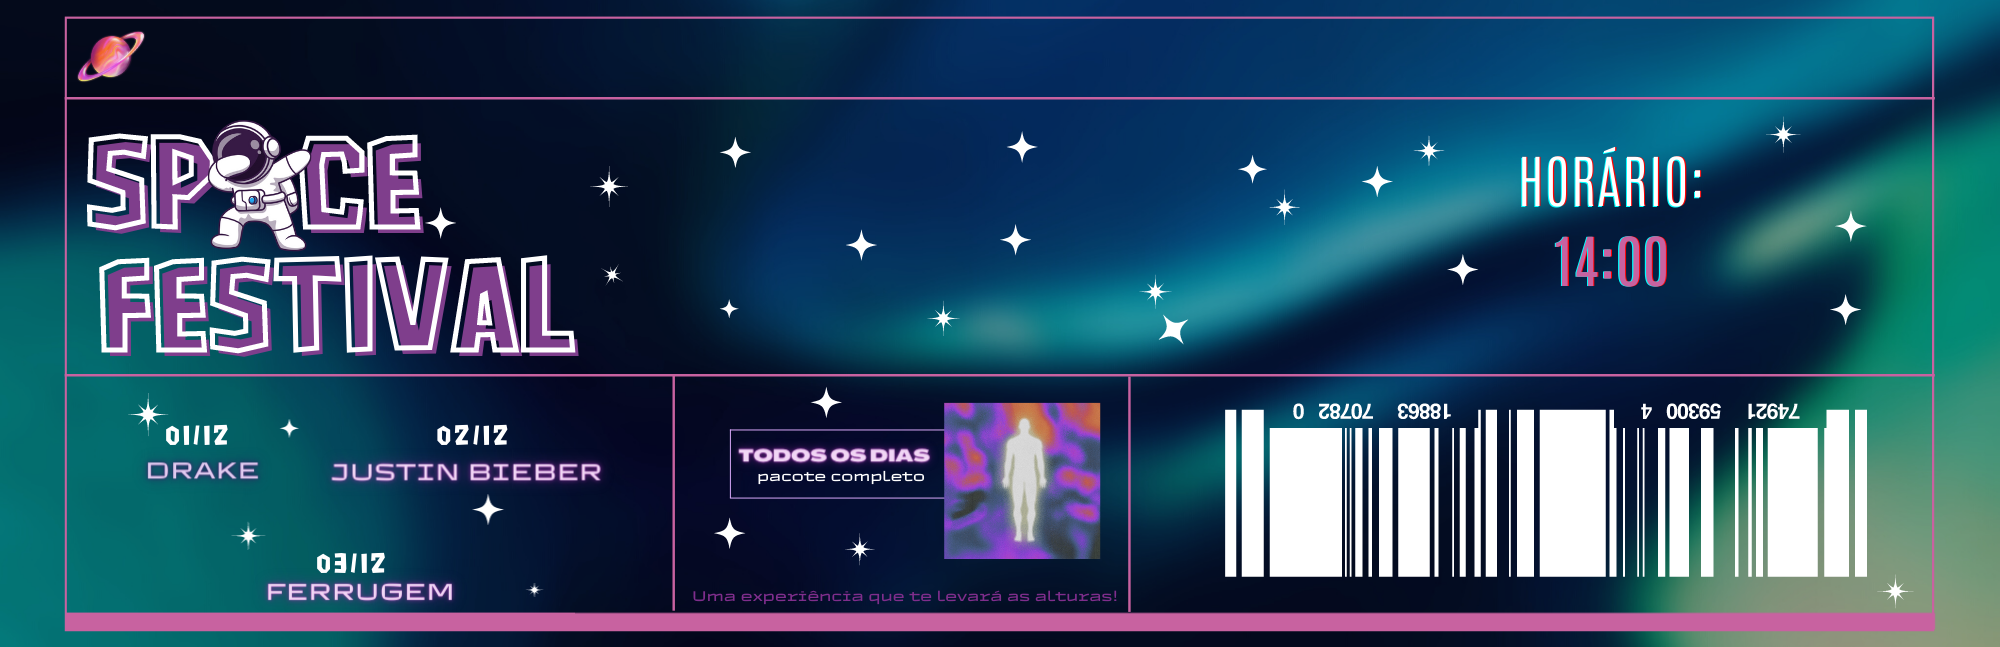 SPACE
FESTIVAL
HORÁRIO:
14:00
01/12
DRAKE
02/12
JUSTIN BIEBER
03/12
FERRUGEM
TODOS OS DIAS
pacote completo
Uma experiência que te levará as alturas!
74921 59300 4 18863 70782 0